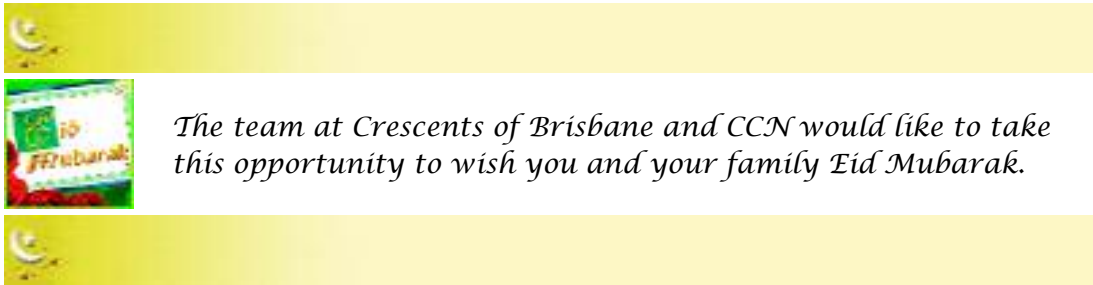 Eid
Mubarak
The team at Crescents of Brisbane and CCN would like to take
this opportunity to wish you and your family Eid Mubarak.